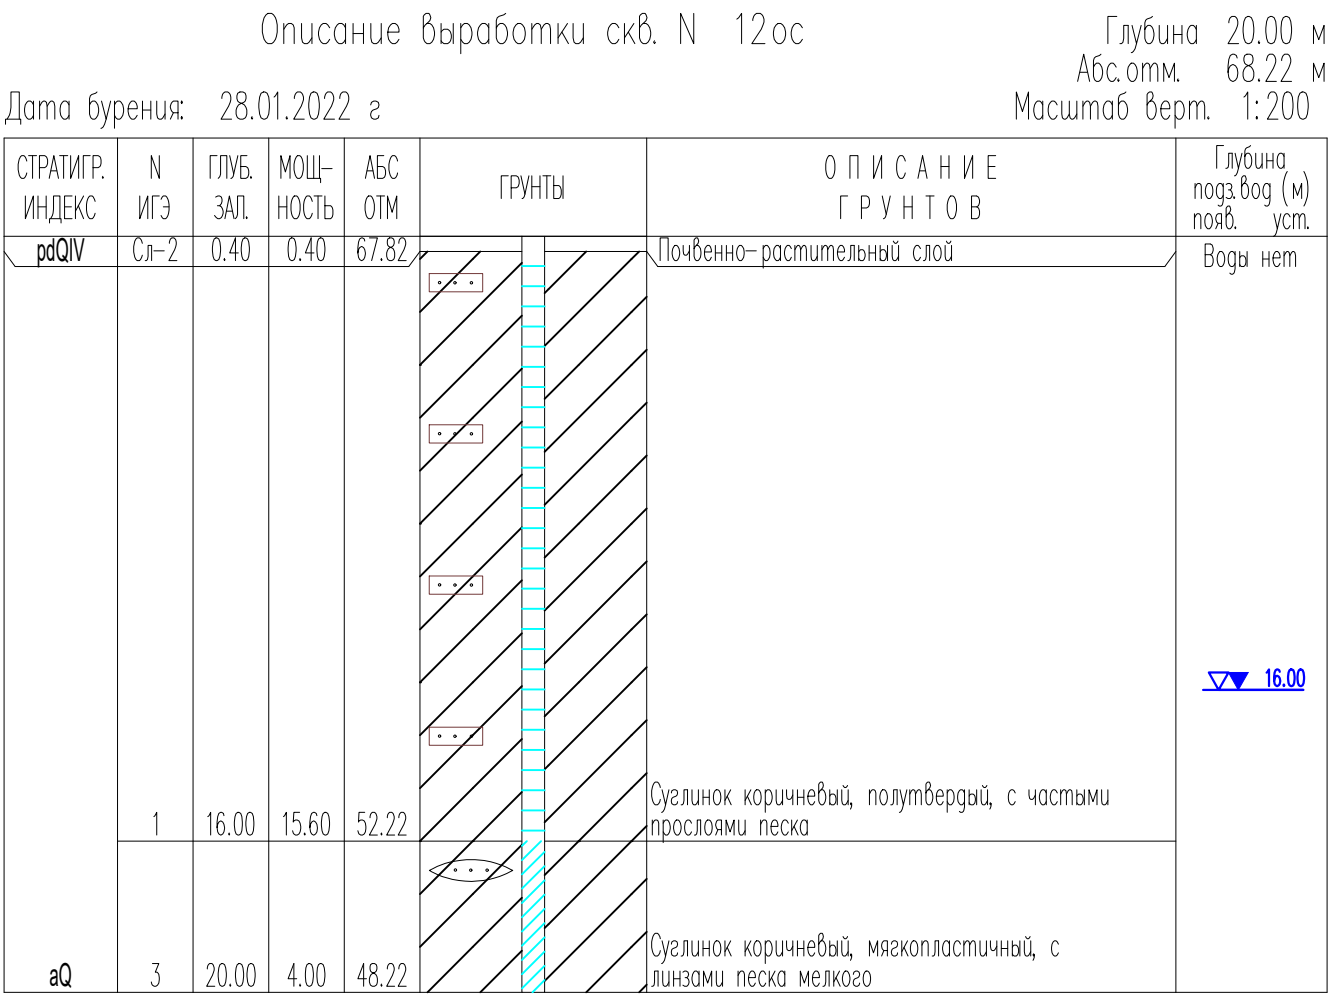 Описание выработки скв. N 12ос
Глубина 20.00 м
Абс.отм. 68.22 м
Дата бурения: 28.01.2022 г
Масштаб верт. 1:200
СТРАТИГР. ИНДЕКС
N ИГЭ
ГЛУБ. ЗАЛ.
МОЩ-НОСТЬ
АБС ОТМ
ГРУНТЫ
ОПИСАНИЕ
ГРУНТОВ
Глубина
подз.вод (м)
появ. уст.
pdQIV Сл-2 0.40 0.40 67.82 Почвенно-растительный слой
Воды нет
16.00
Суглинок коричневый, полутвердый, с частыми
1 16.00 15.60 52.22 прослоями песка
Суглинок коричневый, мягкопластичный, с
aQ 3 20.00 4.00 48.22 линзами песка мелкого